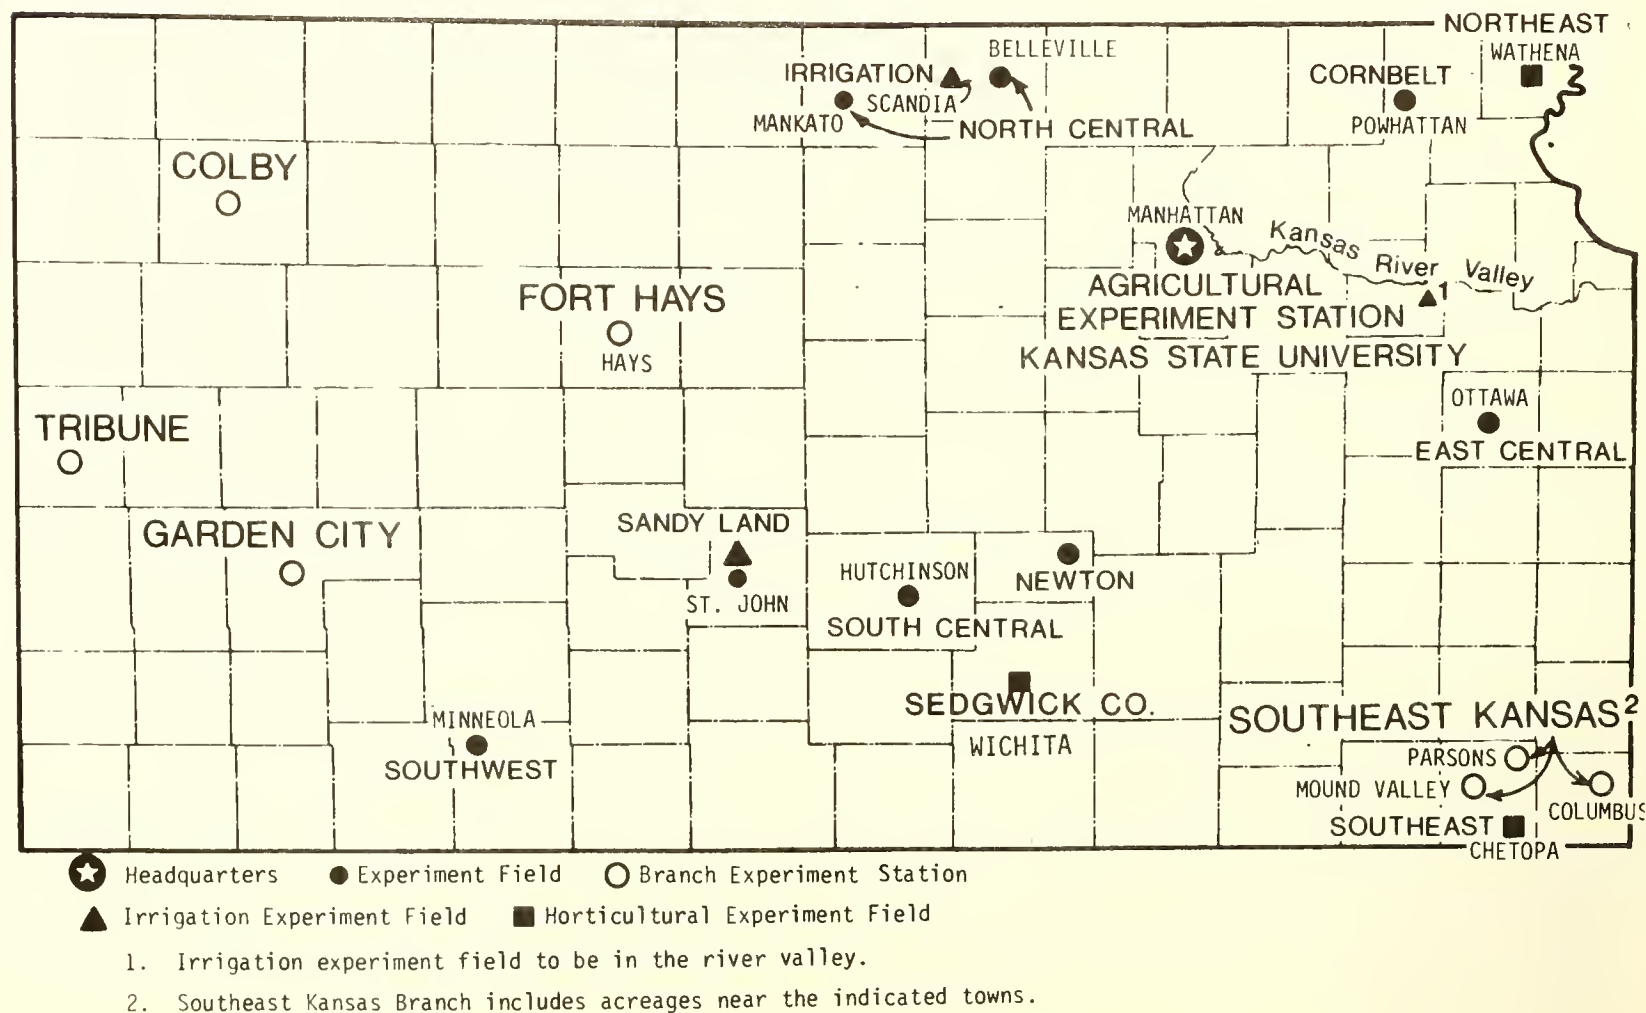 NORTHEAST
WATHENA
BELLEVILLE
IRRIGATION
SCANDIA
MANKATO
NORTH CENTRAL
CORNBELT
POWHATTAN
COLBY
MANHATTAN
Kansas River Valley
1
AGRICULTURAL
EXPERIMENT STATION
KANSAS STATE UNIVERSITY
FORT HAYS
HAYS
TRIBUNE
OTTAWA
EAST CENTRAL
GARDEN CITY
SANDY LAND
ST. JOHN
HUTCHINSON
SOUTH CENTRAL
NEWTON
SEDGWICK CO.
WICHITA
MINNEOLA
SOUTHWEST
SOUTHEAST KANSAS2
PARSONS
MOUND VALLEY
COLUMBUS
SOUTHEAST
CHETOPA
Headquarters Experiment Field Branch Experiment Station
Irrigation Experiment Field Horticultural Experiment Field
1. Irrigation experiment field to be in the river valley.
2. Southeast Kansas Branch includes acreages near the indicated towns.